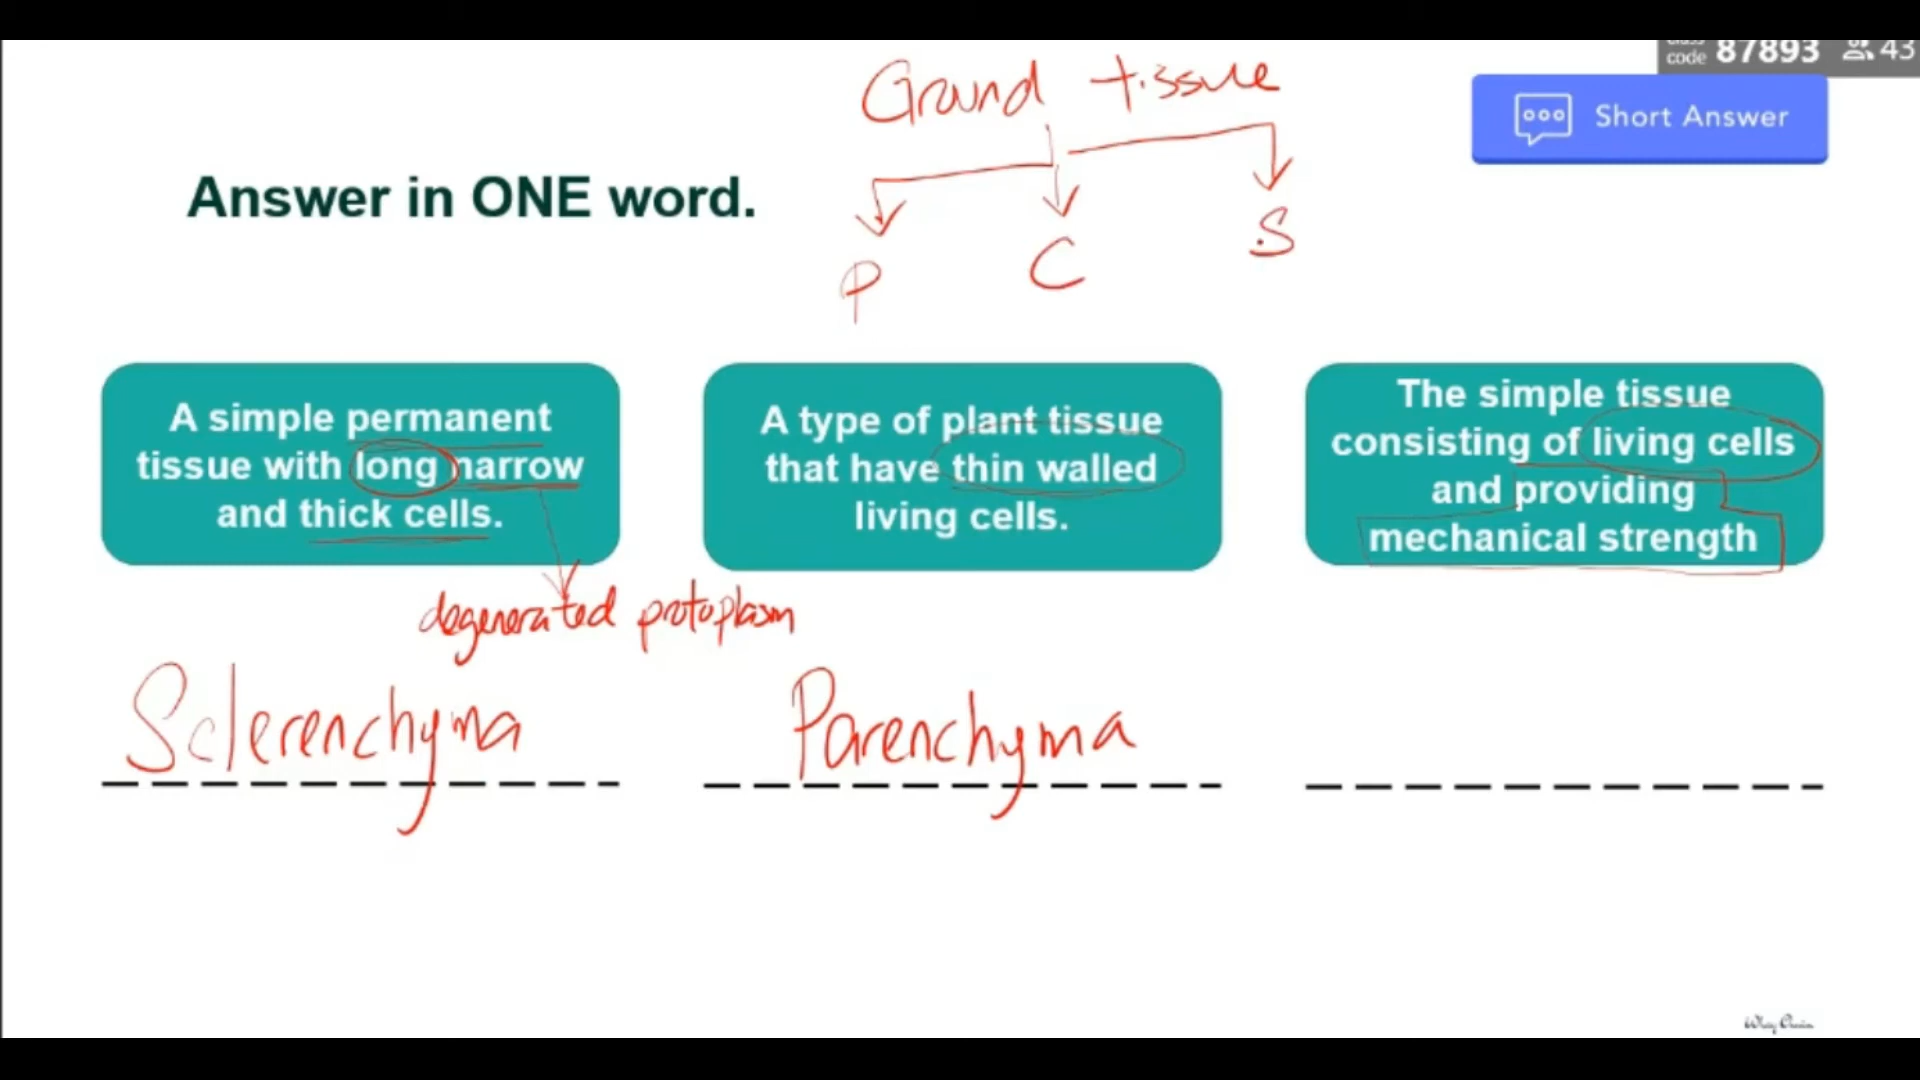 class
code 87893 43
Short Answer
Ground tissue
Answer in ONE word.
P C S
A simple permanent
tissue with long narrow
and thick cells.
A type of plant tissue
that have thin walled
living cells.
The simple tissue
consisting of living cells
and providing
mechanical strength
degenerated protoplasm
Sclerenchyma
Parenchyma